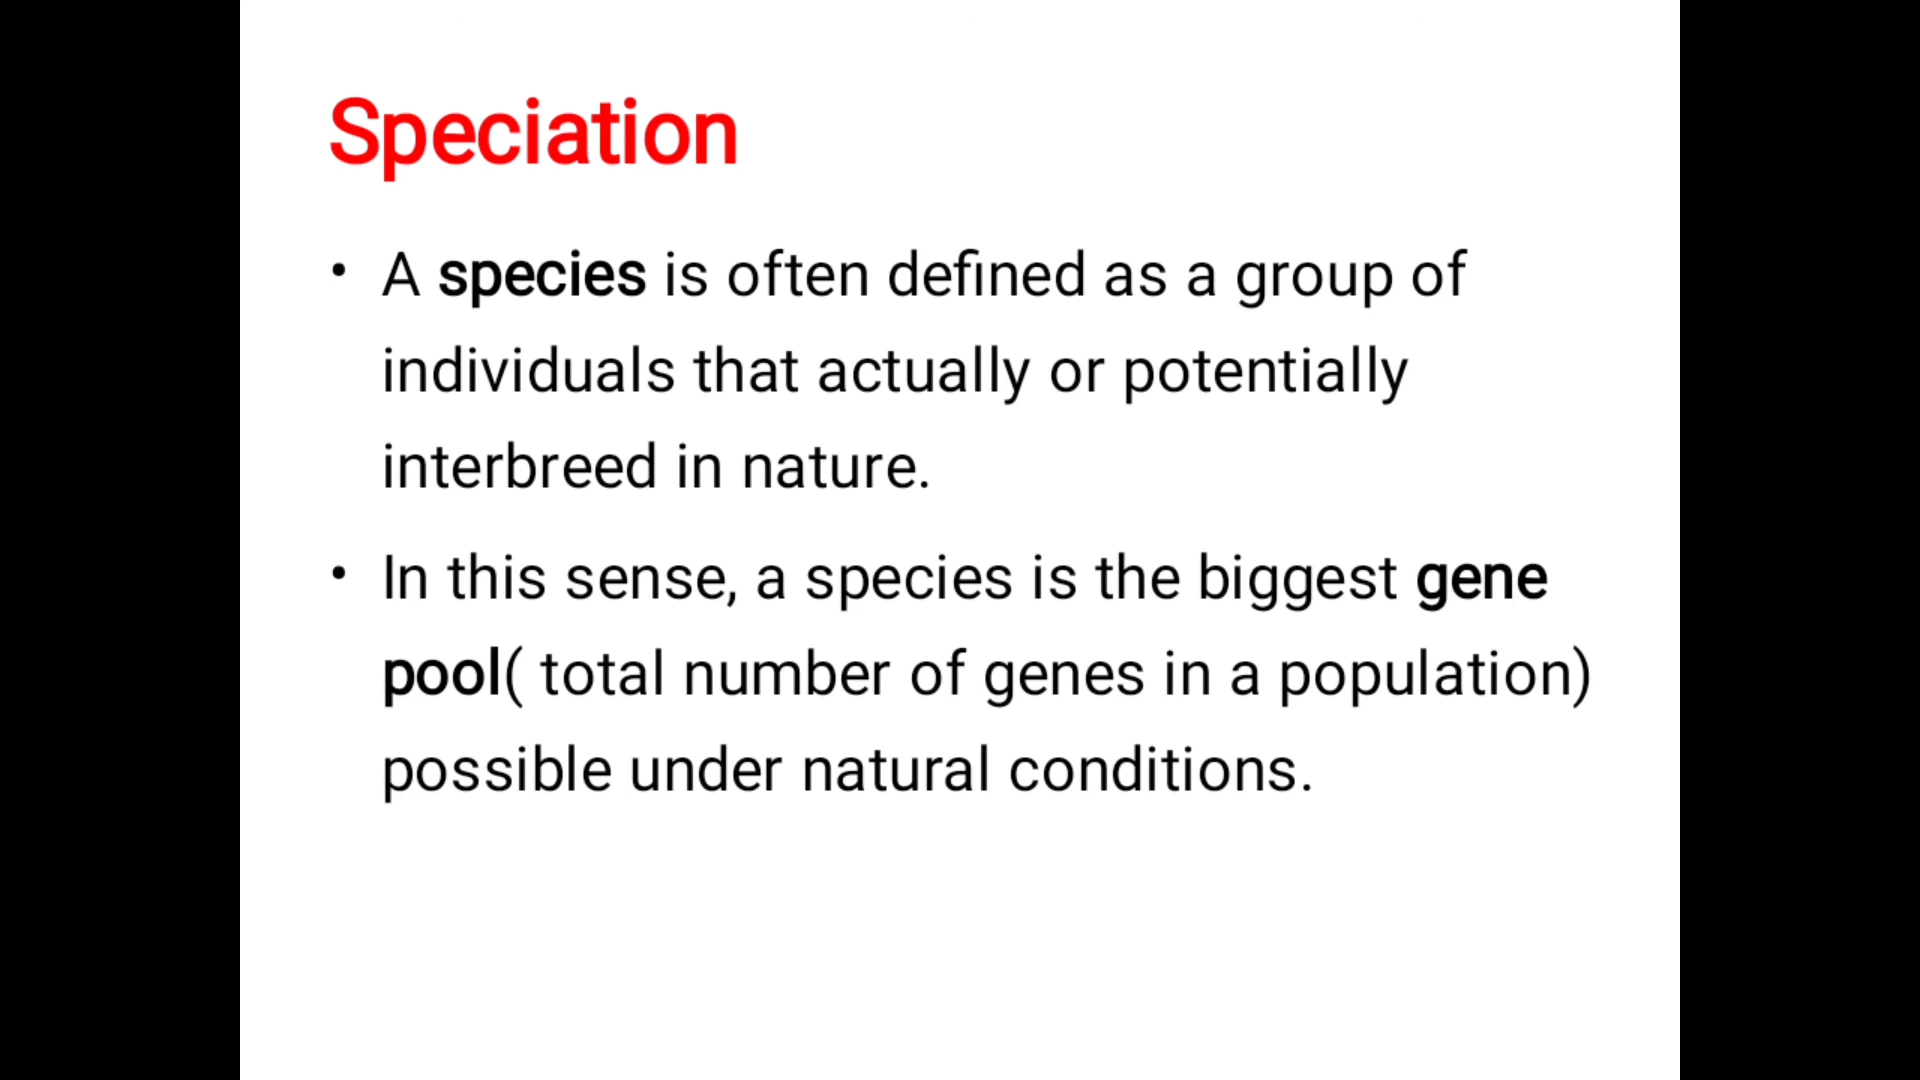 Speciation
• A species is often defined as a group of
individuals that actually or potentially
interbreed in nature.
• In this sense, a species is the biggest gene
pool( total number of genes in a population)
possible under natural conditions.